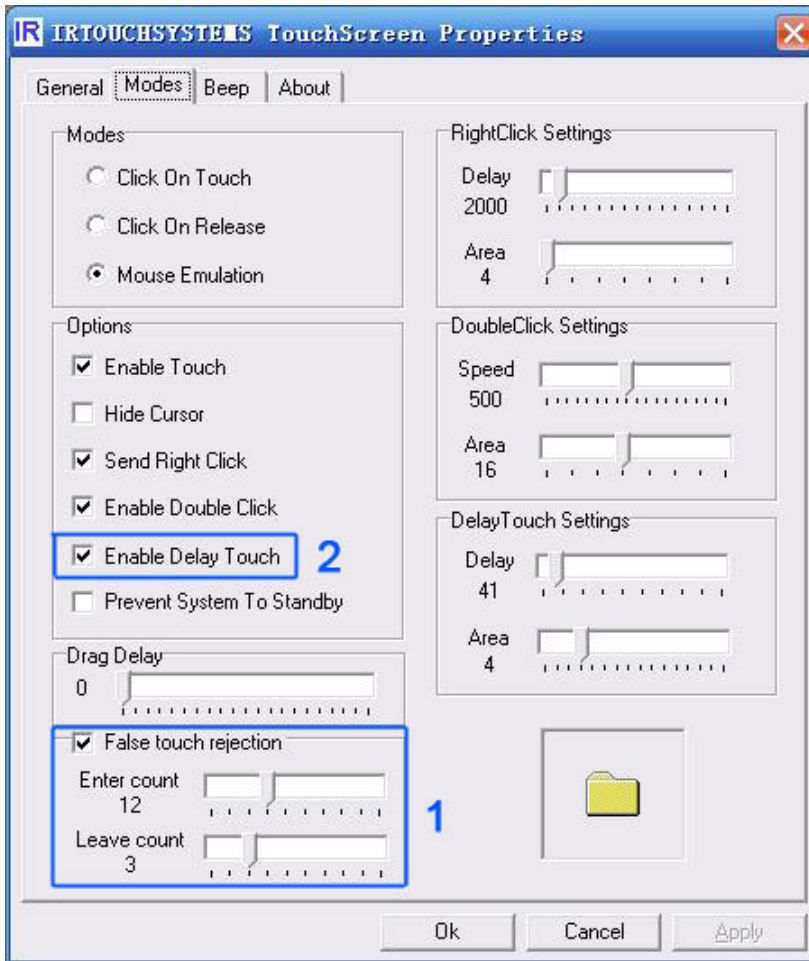 IR IRTOUCHSYSTEMS TouchScreen Properties
General Modes Beep About
Modes
Click On Touch
Click On Release
Mouse Emulation
Options
Enable Touch
Hide Cursor
Send Right Click
Enable Double Click
Enable Delay Touch 2
Prevent System To Standby
Drag Delay
0
False touch rejection
Enter count
12
Leave count
3
1
RightClick Settings
Delay
2000
Area
4
DoubleClick Settings
Speed
500
Area
16
DelayTouch Settings
Delay
41
Area
4
Ok Cancel Apply